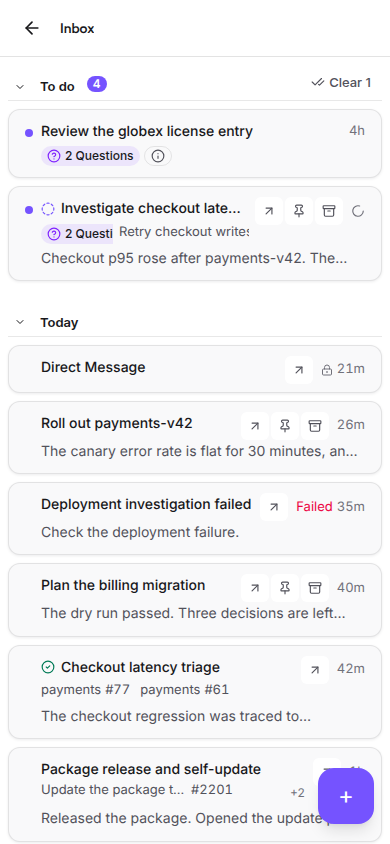 Inbox
To do 4 Clear 1
Review the globex license entry 4h
2 Questions
Investigate checkout late...
2 Questi Retry checkout writes
Checkout p95 rose after payments-v42. The...
Today
Direct Message 21m
Roll out payments-v42 26m
The canary error rate is flat for 30 minutes, an...
Deployment investigation failed Failed 35m
Check the deployment failure.
Plan the billing migration 40m
The dry run passed. Three decisions are left...
Checkout latency triage 42m
payments #77 payments #61
The checkout regression was traced to...
Package release and self-update
Update the package t... #2201 +2
Released the package. Opened the update